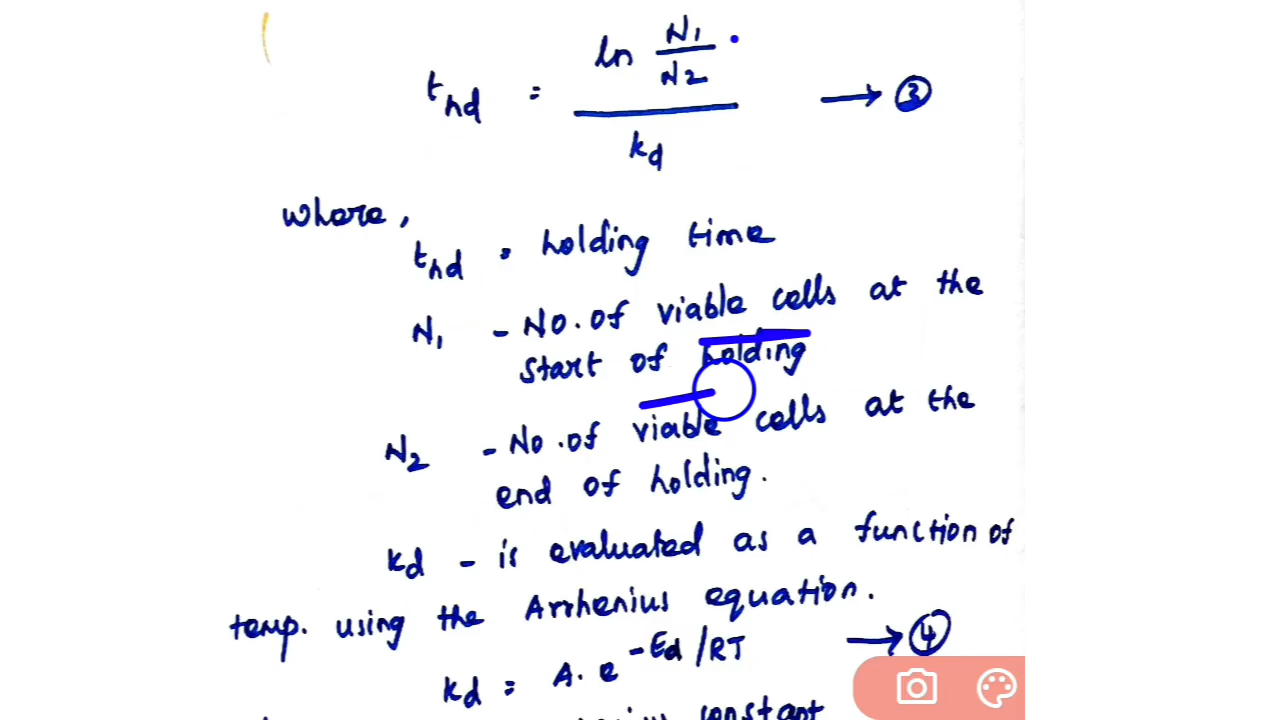 t_hd = ln N1/N2 / kd → ③
where,
t_hd = holding time
N1 - No. of viable cells at the
start of holding
N2 - No. of viable cells at the
end of holding.
kd - is evaluated as a function of
temp. using the Arrhenius equation.
kd = A. e^-Ed/RT → ④
constant